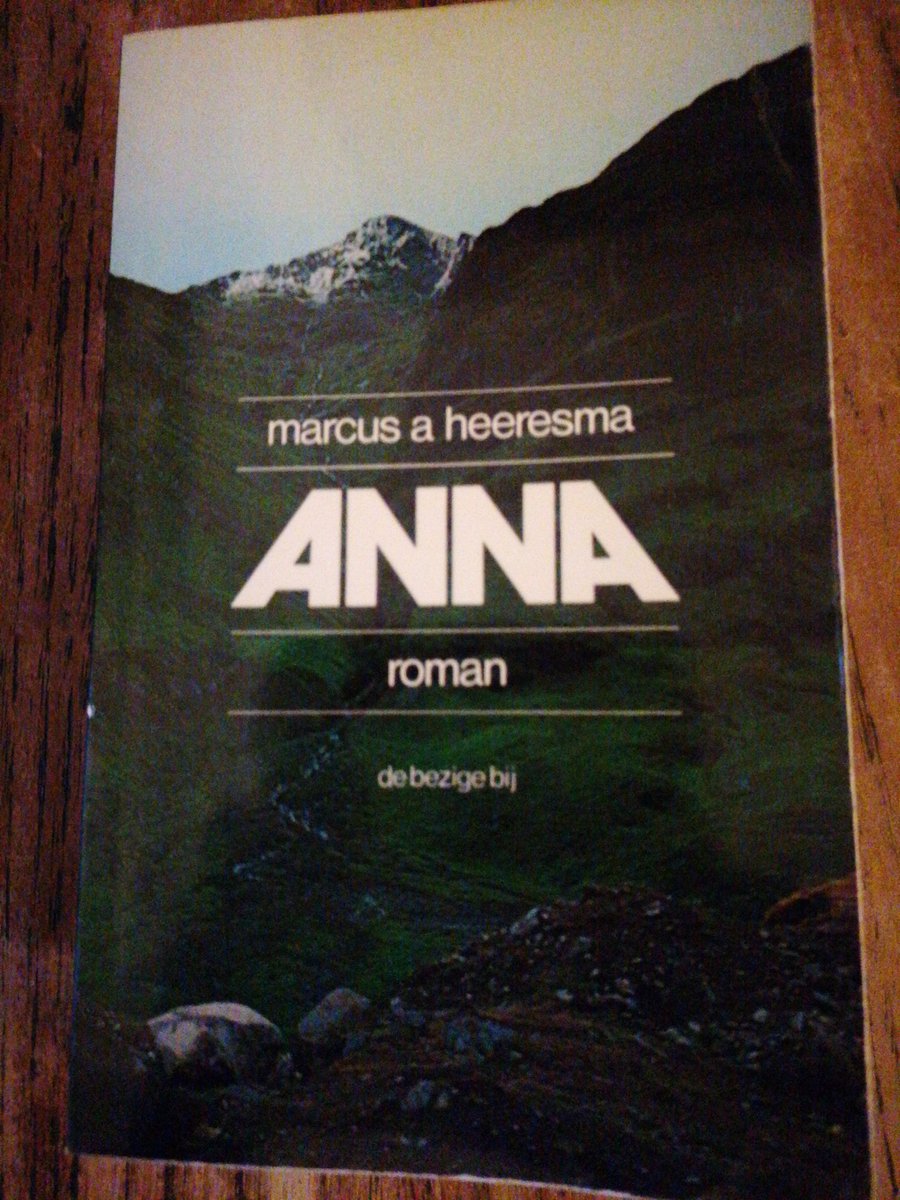 marcus a heeresma
ANNA
roman
de bezige bij